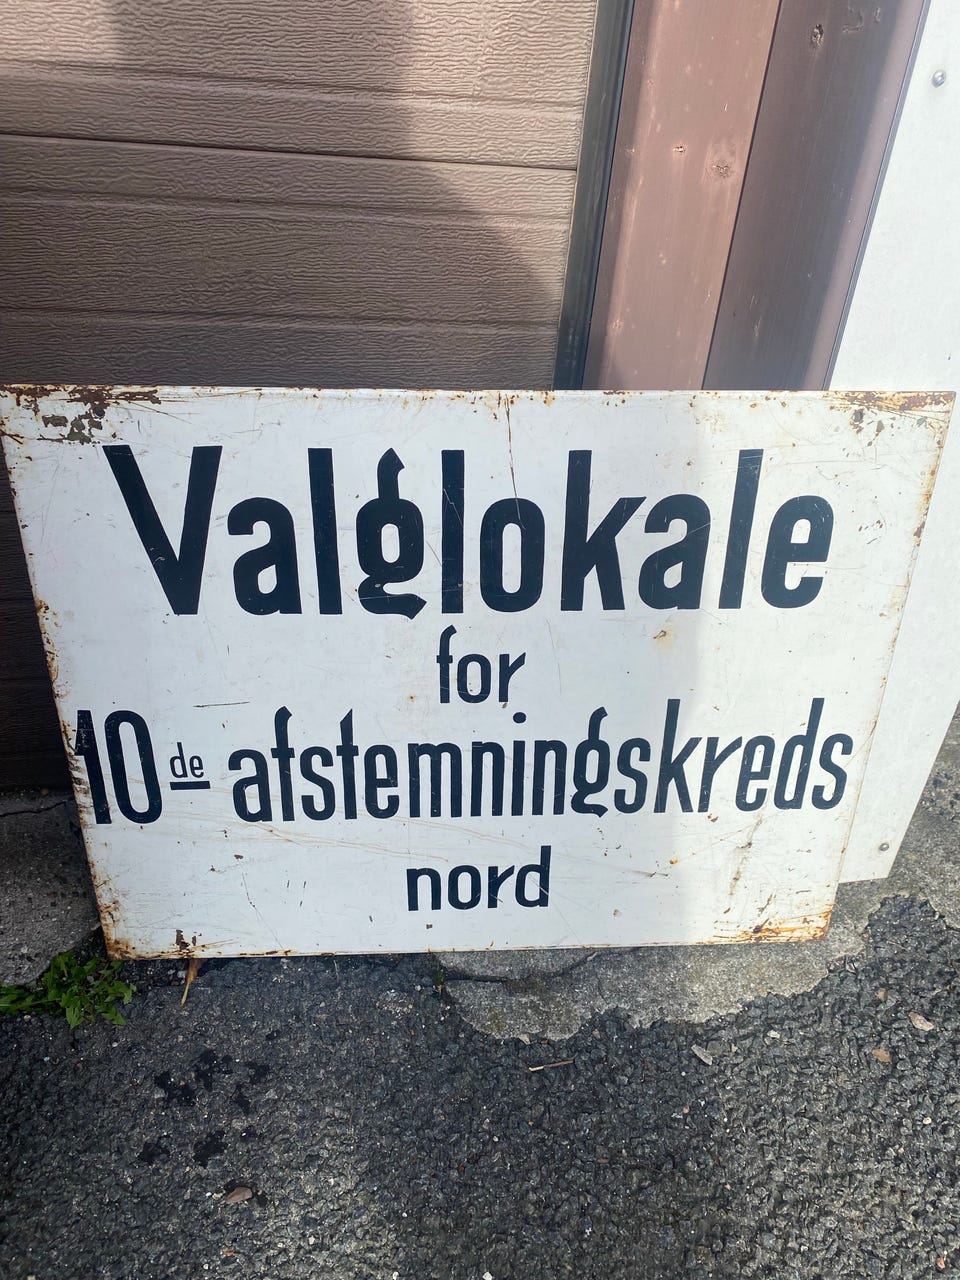 Valglokale
for
10de afstemningskreds
nord